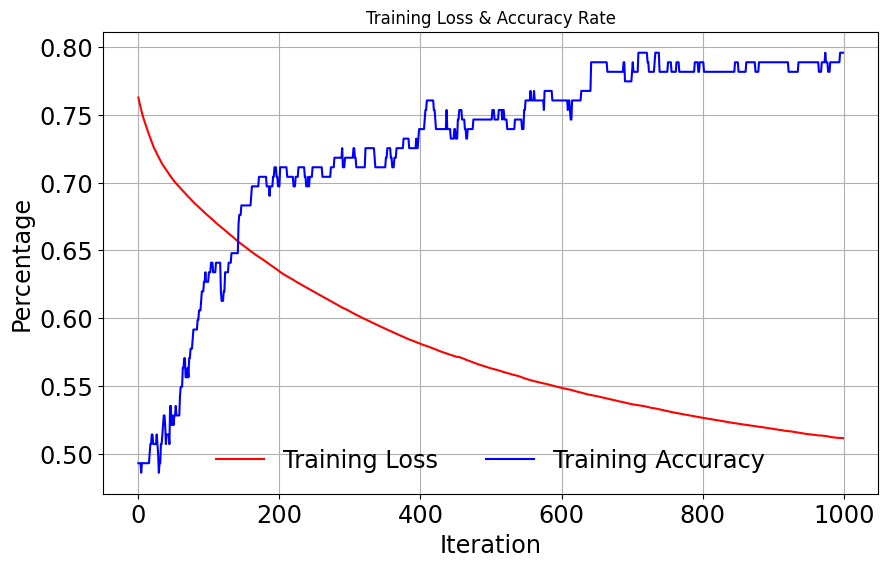 Training Loss & Accuracy Rate
0.80
0.75
0.70
0.65
0.60
0.55
0.50
Percentage
Training Loss Training Accuracy
0 200 400 600 800 1000
Iteration